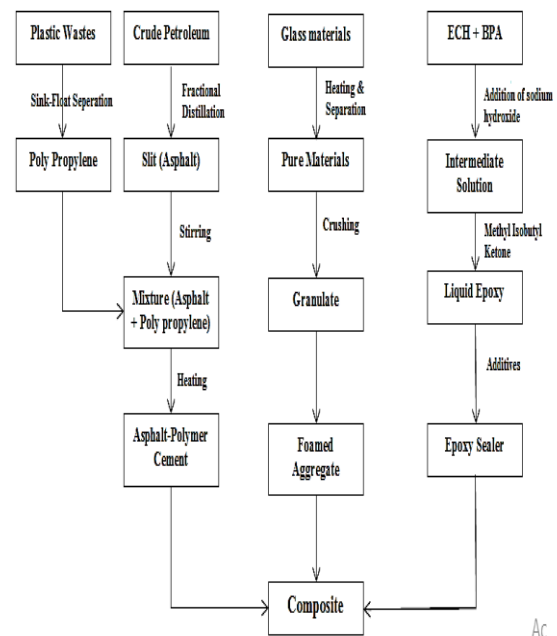 Plastic Wastes
Crude Petroleum
Glass materials
ECH + BPA
Sink-Float Seperation
Fractional
Distillation
Heating &
Separation
Addition of sodium
hydroxide
Poly Propylene
Slit (Asphalt)
Pure Materials
Intermediate
Solution
Stirring
Crushing
Methyl Isobutyl
Ketone
Mixture (Asphalt
+ Poly propylene)
Granulate
Liquid Epoxy
Heating
Additives
Asphalt-Polymer
Cement
Foamed
Aggregate
Epoxy Sealer
Composite
Ac